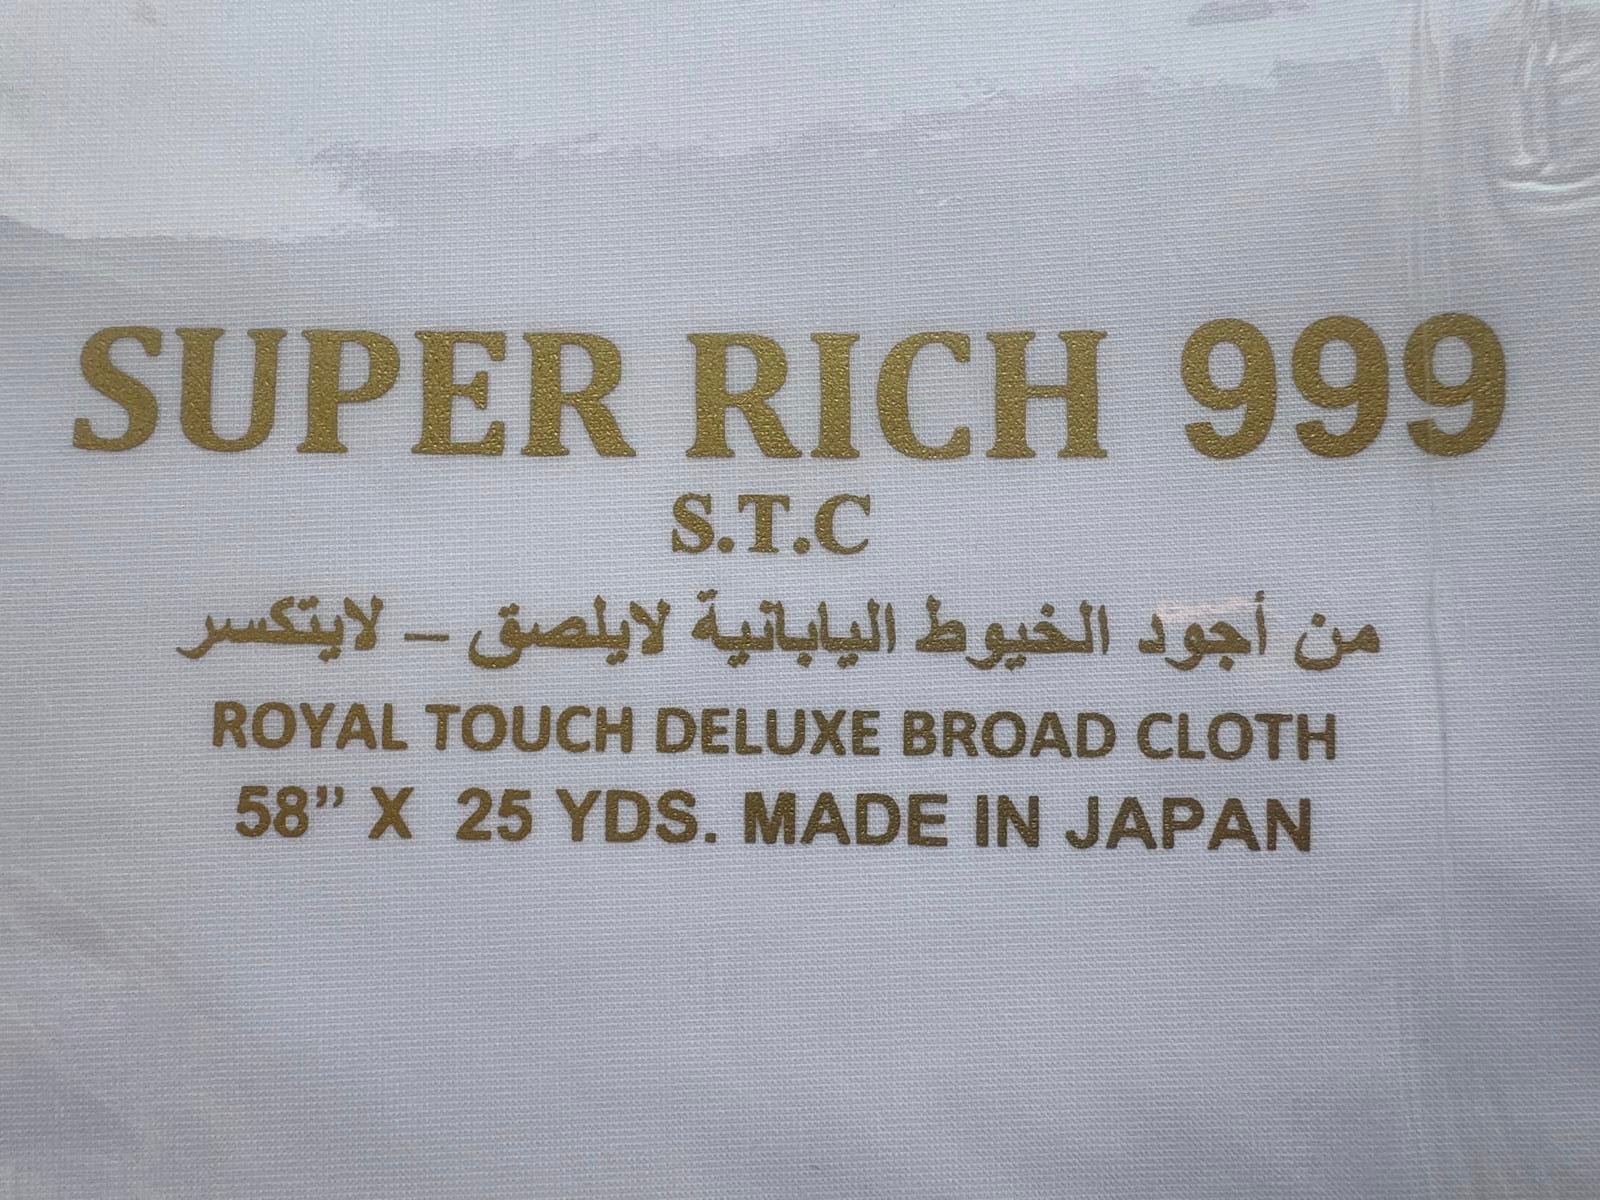 SUPER RICH 999
S.T.C
من أجود الخيوط اليابانية لايلصق – لايتكسر
ROYAL TOUCH DELUXE BROAD CLOTH
58” X 25 YDS. MADE IN JAPAN